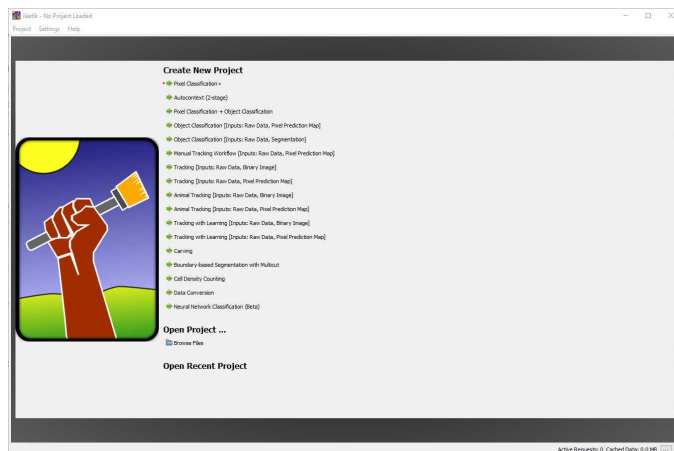 ilastik - No Project Loaded
Project Settings Help
Create New Project
Pixel Classification
Autocontext (2-stage)
Pixel Classification + Object Classification
Object Classification [Inputs: Raw Data, Pixel Prediction Map]
Object Classification [Inputs: Raw Data, Segmentation]
Manual Tracking Workflow [Inputs: Raw Data, Pixel Prediction Map]
Tracking [Inputs: Raw Data, Binary Image]
Tracking [Inputs: Raw Data, Pixel Prediction Map]
Animal Tracking [Inputs: Raw Data, Binary Image]
Animal Tracking [Inputs: Raw Data, Pixel Prediction Map]
Tracking with Learning [Inputs: Raw Data, Binary Image]
Tracking with Learning [Inputs: Raw Data, Pixel Prediction Map]
Carving
Boundary-based Segmentation with Multicut
Cell Density Counting
Data Conversion
Neural Network Classification (Beta)
Open Project ...
Browse Files
Open Recent Project
Active Requests: 0 Cached Data: 0.0 MB ...